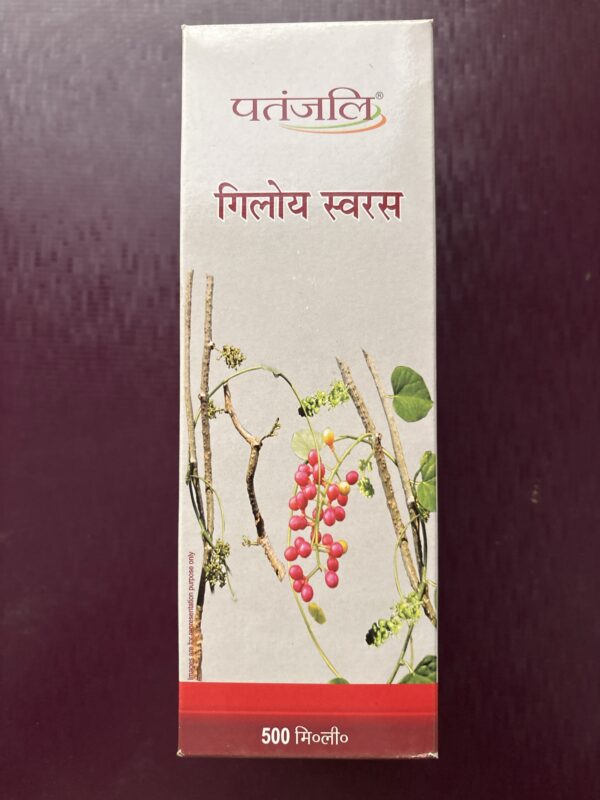 पतंजलि®
गिलोय स्वरस
Images are for representation purpose only
500 मि०ली०